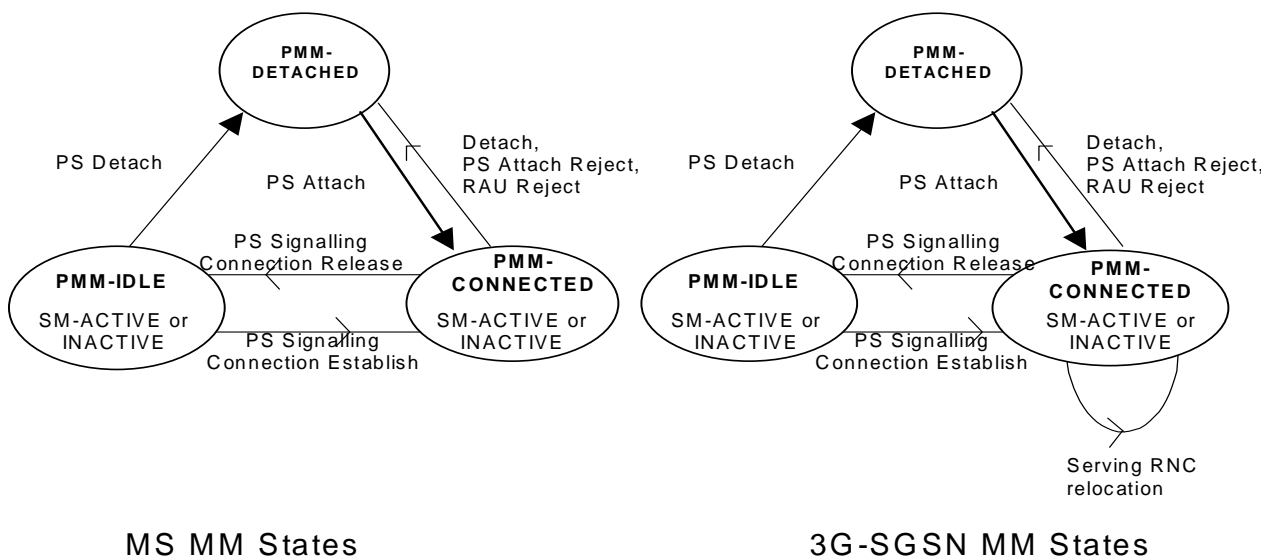 PMM-
DETACHED
PS Detach
PS Attach
Detach,
PS Attach Reject,
RAU Reject
PS Signalling
Connection Release
PMM-IDLE
SM-ACTIVE or
INACTIVE
PMM-
CONNECTED
SM-ACTIVE or
INACTIVE
PS Signalling
Connection Establish
MS MM States
PMM-
DETACHED
PS Detach
PS Attach
Detach,
PS Attach Reject,
RAU Reject
PS Signalling
Connection Release
PMM-IDLE
SM-ACTIVE or
INACTIVE
PMM-
CONNECTED
SM-ACTIVE or
INACTIVE
PS Signalling
Connection Establish
Serving RNC
relocation
3G-SGSN MM States